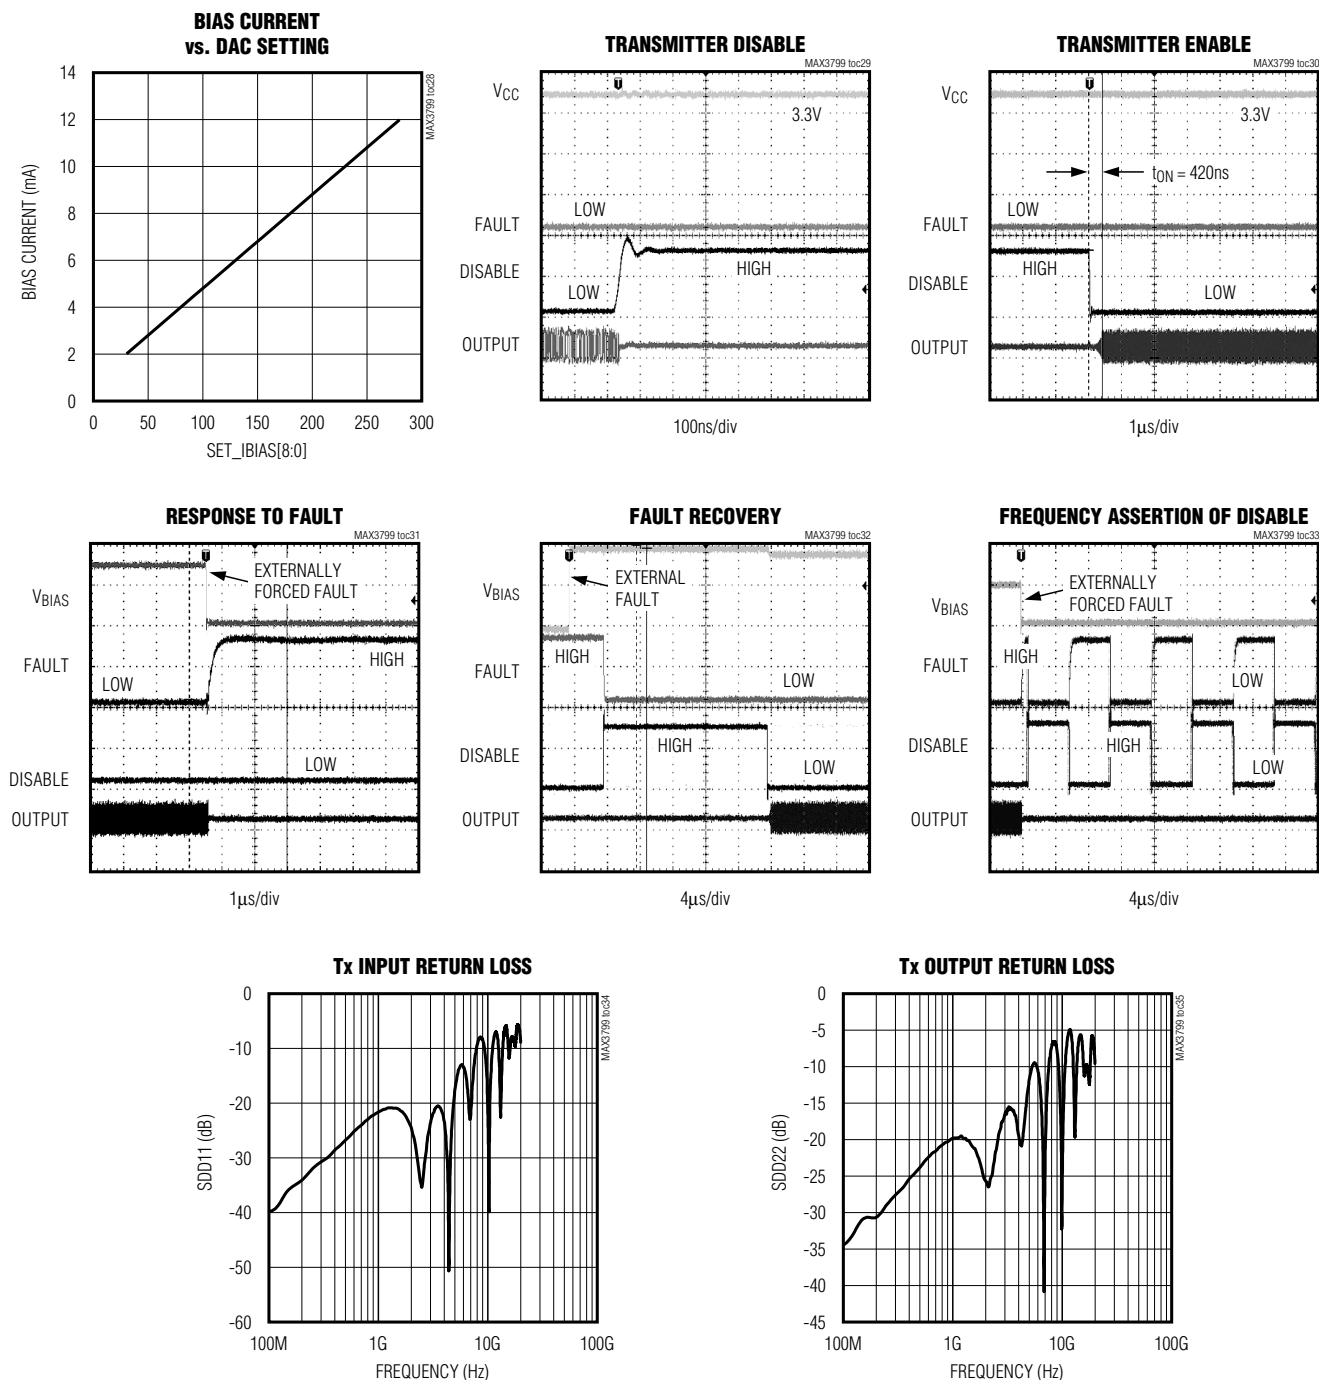 BIAS CURRENT
vs. DAC SETTING
MAX3799 toc28
BIAS CURRENT (mA)
14
12
10
8
6
4
2
0
0 50 100 150 200 250 300
SET_IBIAS[8:0]
TRANSMITTER DISABLE
MAX3799 toc29
VCC
3.3V
FAULT
LOW
DISABLE
LOW
HIGH
OUTPUT
100ns/div
TRANSMITTER ENABLE
MAX3799 toc30
VCC
3.3V
tON = 420ns
FAULT
LOW
DISABLE
HIGH
LOW
OUTPUT
1µs/div
RESPONSE TO FAULT
MAX3799 toc31
VBIAS
EXTERNALLY
FORCED FAULT
FAULT
LOW
HIGH
DISABLE
LOW
OUTPUT
1µs/div
FAULT RECOVERY
MAX3799 toc32
VBIAS
EXTERNAL
FAULT
FAULT
HIGH
LOW
DISABLE
HIGH
LOW
OUTPUT
4µs/div
FREQUENCY ASSERTION OF DISABLE
MAX3799 toc33
VBIAS
EXTERNALLY
FORCED FAULT
FAULT
HIGH
LOW
DISABLE
HIGH
LOW
OUTPUT
4µs/div
Tx INPUT RETURN LOSS
MAX3799 toc34
SDD11 (dB)
0
-10
-20
-30
-40
-50
-60
100M 1G 10G 100G
FREQUENCY (Hz)
Tx OUTPUT RETURN LOSS
MAX3799 toc35
SDD22 (dB)
0
-5
-10
-15
-20
-25
-30
-35
-40
-45
100M 1G 10G 100G
FREQUENCY (Hz)